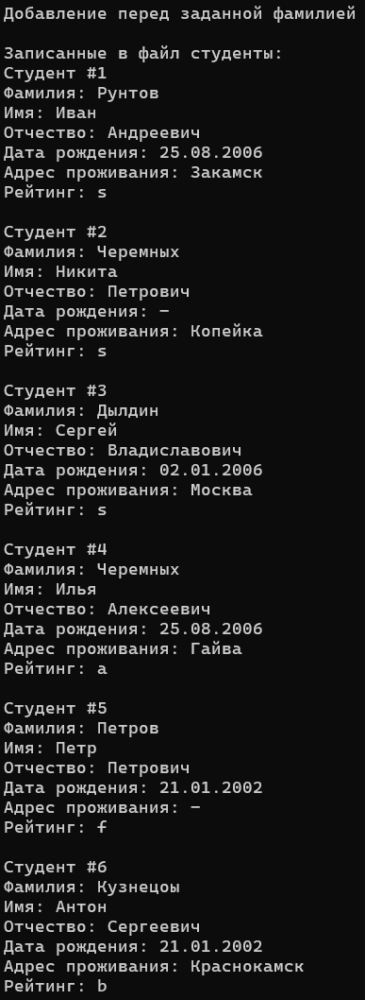 Добавление перед заданной фамилией
Записанные в файл студенты:
Студент #1
Фамилия: Рунтов
Имя: Иван
Отчество: Андреевич
Дата рождения: 25.08.2006
Адрес проживания: Закамск
Рейтинг: s
Студент #2
Фамилия: Черемных
Имя: Никита
Отчество: Петрович
Дата рождения: –
Адрес проживания: Копейка
Рейтинг: s
Студент #3
Фамилия: Дылдин
Имя: Сергей
Отчество: Владиславович
Дата рождения: 02.01.2006
Адрес проживания: Москва
Рейтинг: s
Студент #4
Фамилия: Черемных
Имя: Илья
Отчество: Алексеевич
Дата рождения: 25.08.2006
Адрес проживания: Гайва
Рейтинг: a
Студент #5
Фамилия: Петров
Имя: Петр
Отчество: Петрович
Дата рождения: 21.01.2002
Адрес проживания: –
Рейтинг: f
Студент #6
Фамилия: Кузнецоы
Имя: Антон
Отчество: Сергеевич
Дата рождения: 21.01.2002
Адрес проживания: Краснокамск
Рейтинг: b